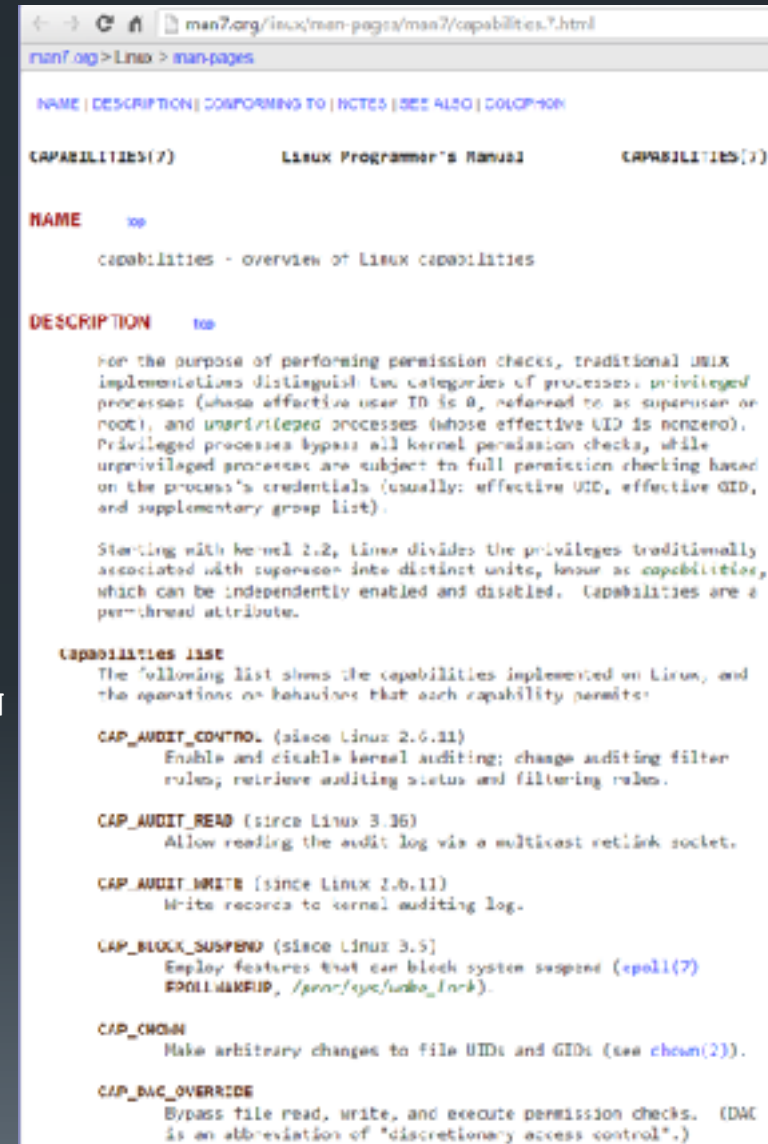 man7.org/linux/man-pages/man7/capabilities.7.html
man7.org > Linux > man-pages
NAME | DESCRIPTION | CONFORMING TO | NOTES | SEE ALSO | COLOPHON
CAPABILITIES(7) Linux Programmer's Manual CAPABILITIES(7)
NAME top
capabilities - overview of Linux capabilities
DESCRIPTION top
For the purpose of performing permission checks, traditional UNIX
implementations distinguish two categories of processes: privileged
processes (whose effective user ID is 0, referred to as superuser or
root), and unprivileged processes (whose effective UID is nonzero).
Privileged processes bypass all kernel permission checks, while
unprivileged processes are subject to full permission checking based
on the process's credentials (usually: effective UID, effective GID,
and supplementary group list).
Starting with kernel 2.2, Linux divides the privileges traditionally
associated with superuser into distinct units, known as capabilities,
which can be independently enabled and disabled. Capabilities are a
per-thread attribute.
Capabilities list
The following list shows the capabilities implemented on Linux, and
the operations or behaviors that each capability permits:
CAP_AUDIT_CONTROL (since Linux 2.6.11)
Enable and disable kernel auditing; change auditing filter
rules; retrieve auditing status and filtering rules.
CAP_AUDIT_READ (since Linux 3.16)
Allow reading the audit log via a multicast netlink socket.
CAP_AUDIT_WRITE (since Linux 2.6.11)
Write records to kernel auditing log.
CAP_BLOCK_SUSPEND (since Linux 3.5)
Employ features that can block system suspend (epoll(7)
EPOLLWAKEUP, /proc/sys/wake_lock).
CAP_CHOWN
Make arbitrary changes to file UIDs and GIDs (see chown(2)).
CAP_DAC_OVERRIDE
Bypass file read, write, and execute permission checks. (DAC
is an abbreviation of "discretionary access control".)